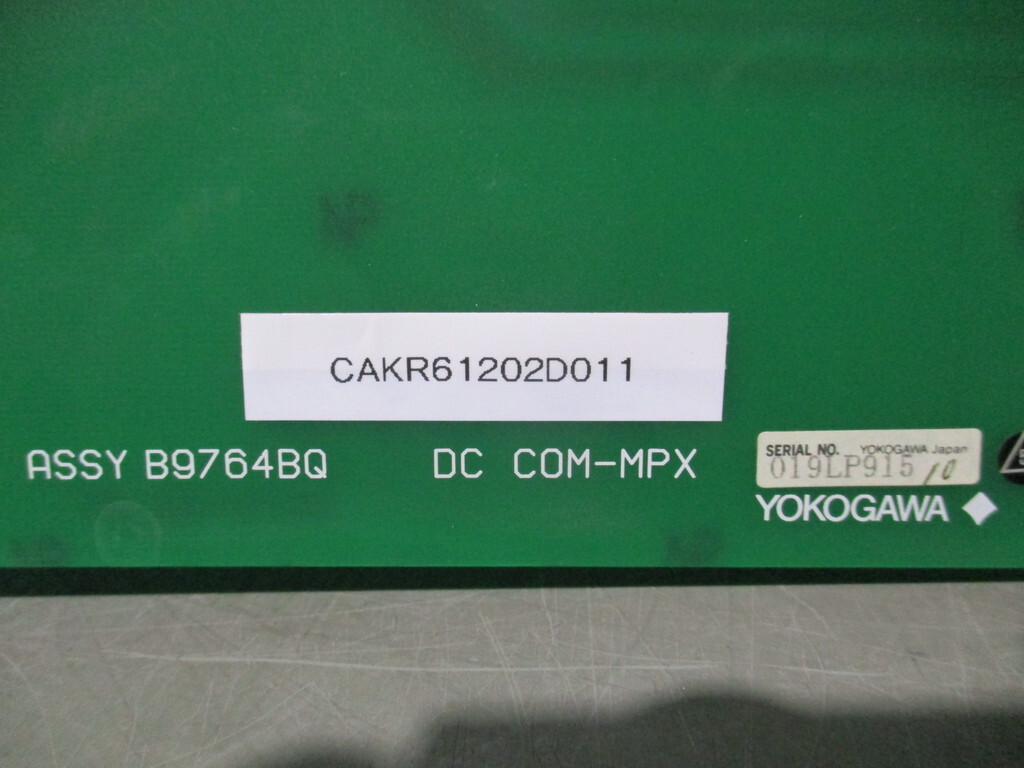 CAKR61202D011
ASSY B9764BQ DC COM-MPX
SERIAL NO. YOKOGAWA Japan
019LP915 10
YOKOGAWA